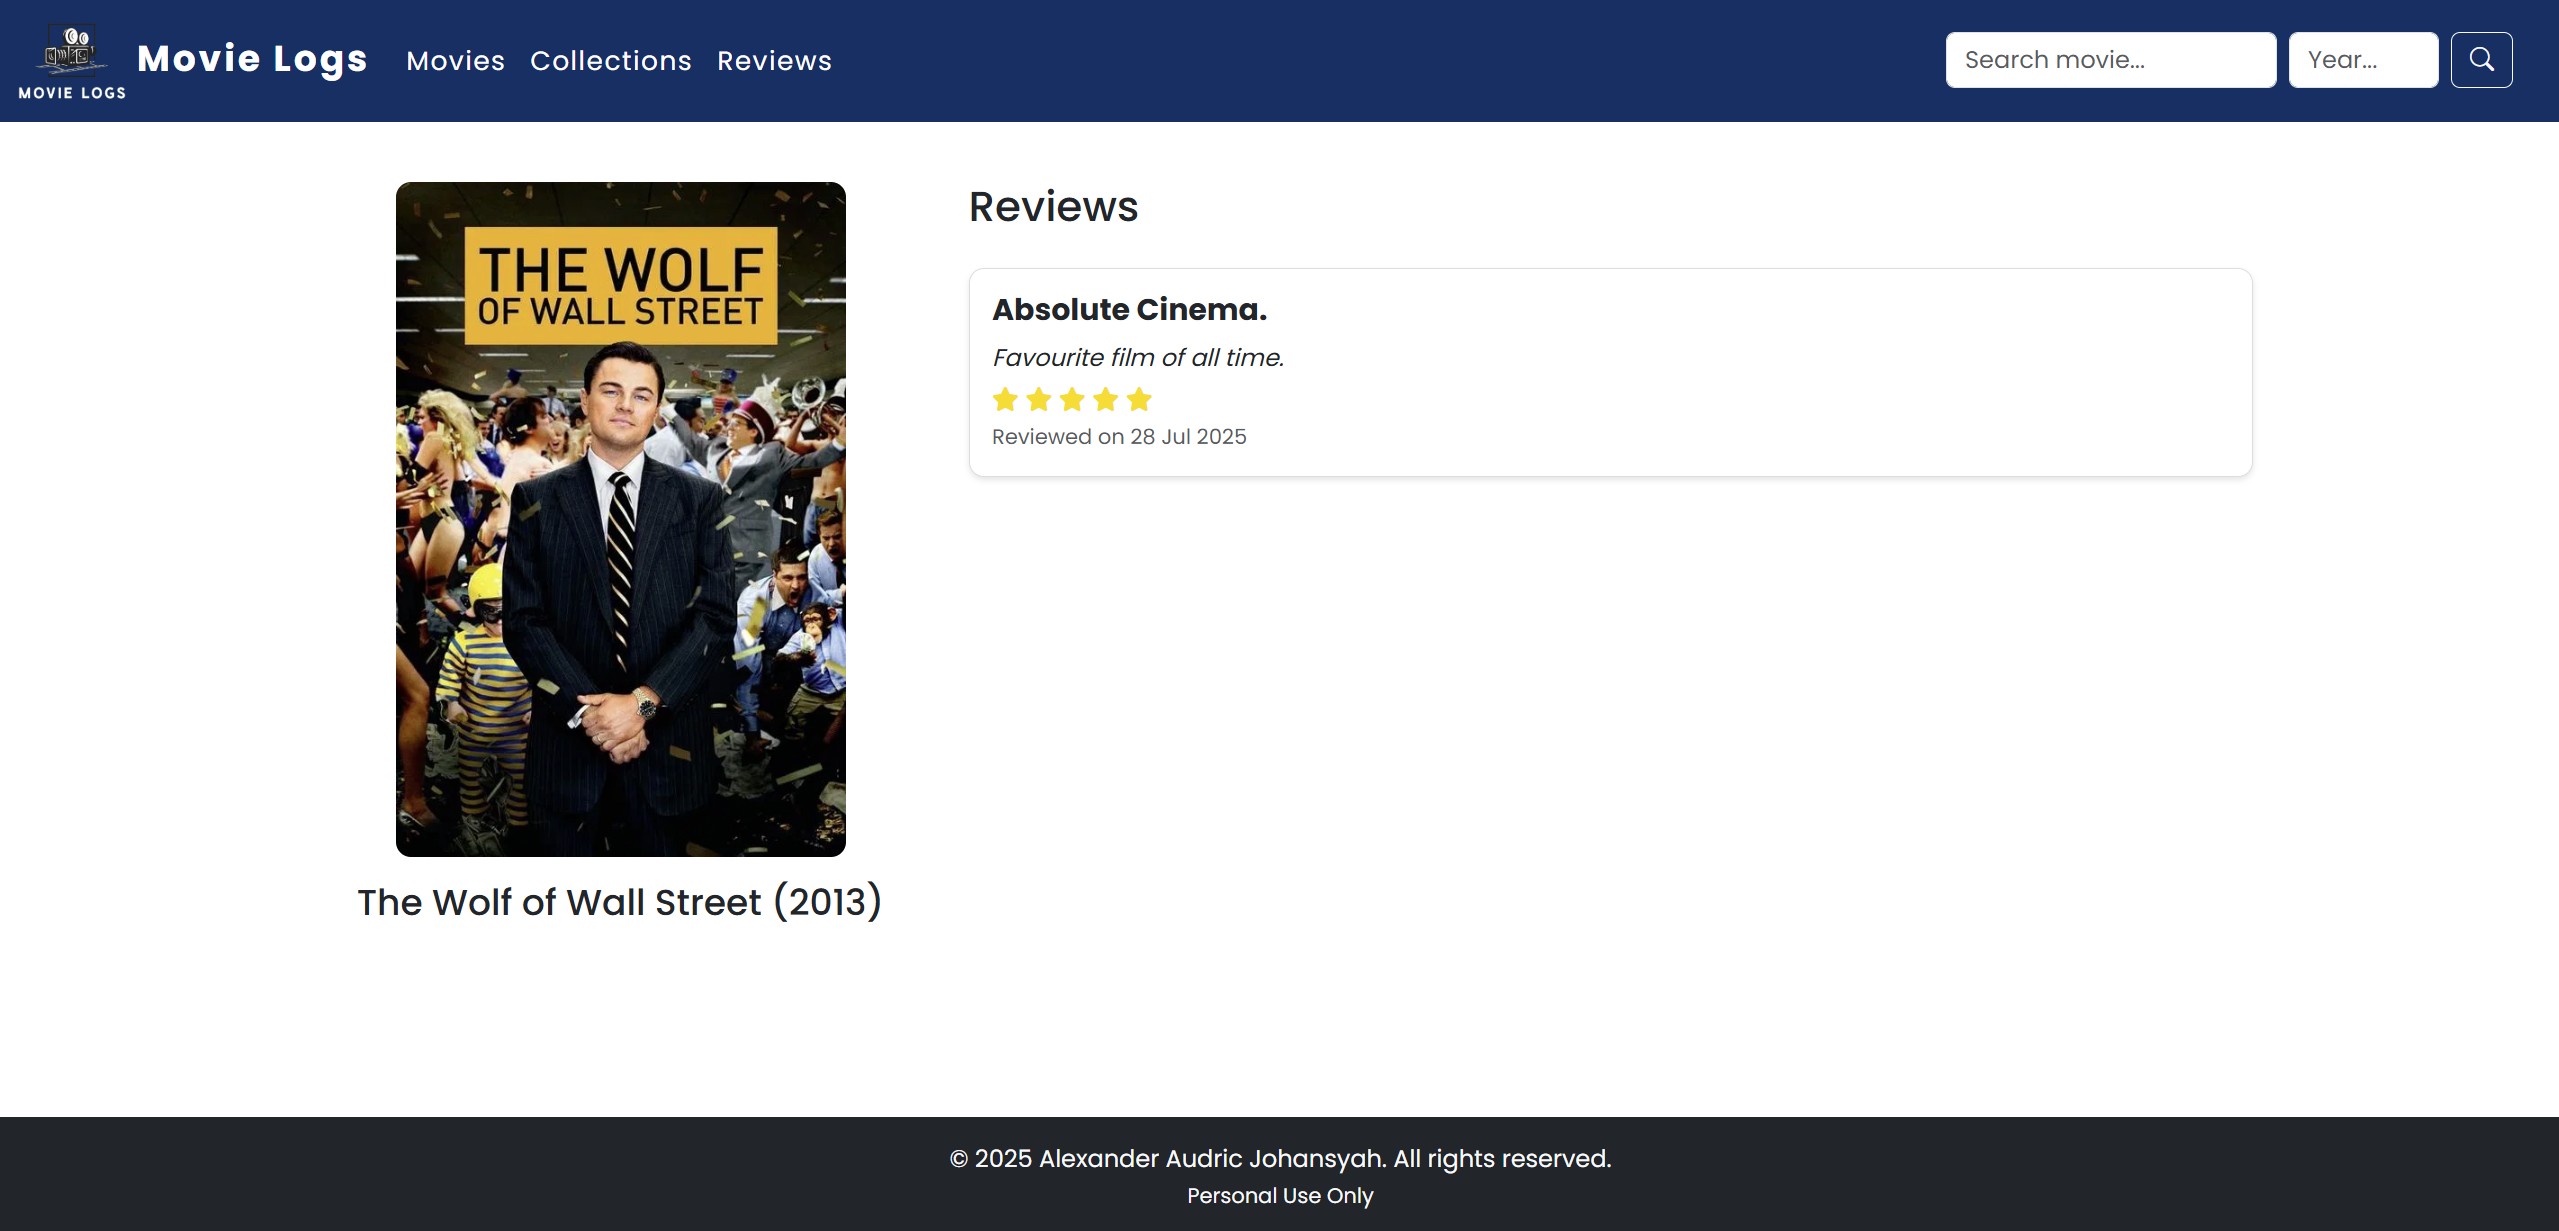 MOVIE LOGS
Movie Logs
Movies
Collections
Reviews
Search movie...
Year...
THE WOLF
OF WALL STREET
The Wolf of Wall Street (2013)
Reviews
Absolute Cinema.
Favourite film of all time.
Reviewed on 28 Jul 2025
© 2025 Alexander Audric Johansyah. All rights reserved.
Personal Use Only